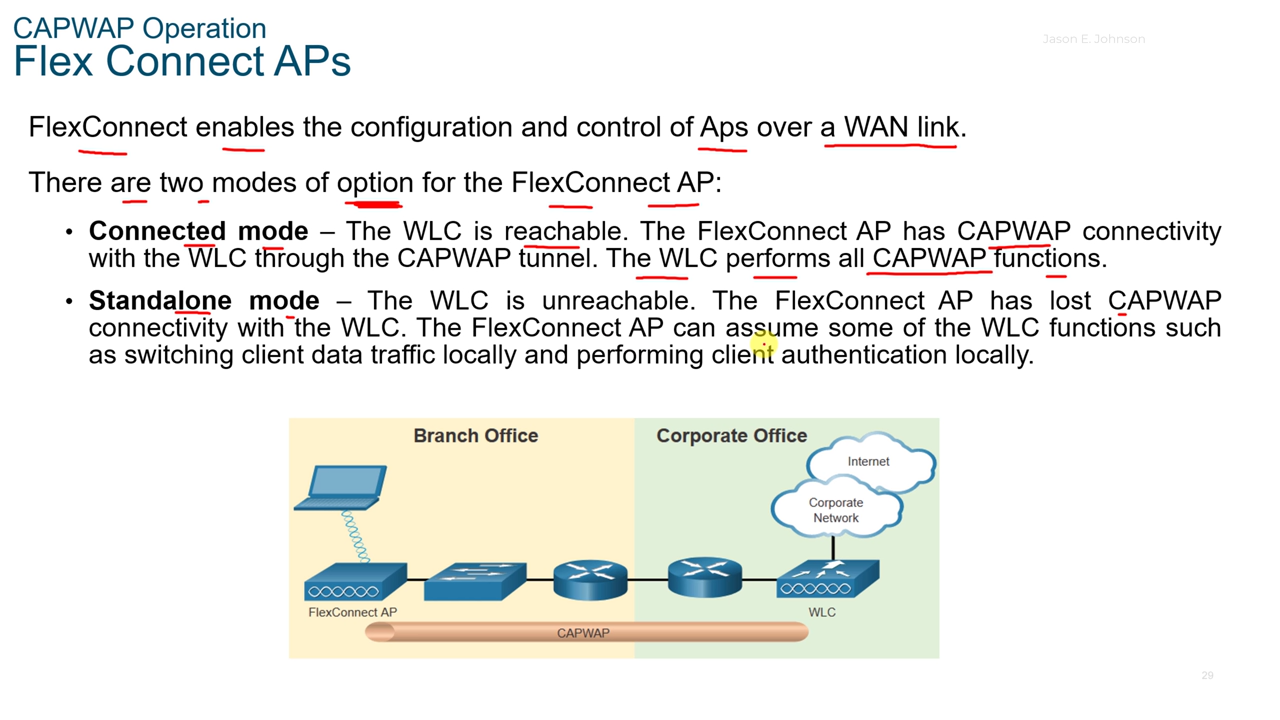 CAPWAP Operation
Flex Connect APs
Jason E. Johnson
FlexConnect enables the configuration and control of Aps over a WAN link.
There are two modes of option for the FlexConnect AP:
• Connected mode – The WLC is reachable. The FlexConnect AP has CAPWAP connectivity
with the WLC through the CAPWAP tunnel. The WLC performs all CAPWAP functions.
• Standalone mode – The WLC is unreachable. The FlexConnect AP has lost CAPWAP
connectivity with the WLC. The FlexConnect AP can assume some of the WLC functions such
as switching client data traffic locally and performing client authentication locally.
Branch Office
Corporate Office
Internet
Corporate
Network
FlexConnect AP
WLC
CAPWAP
29